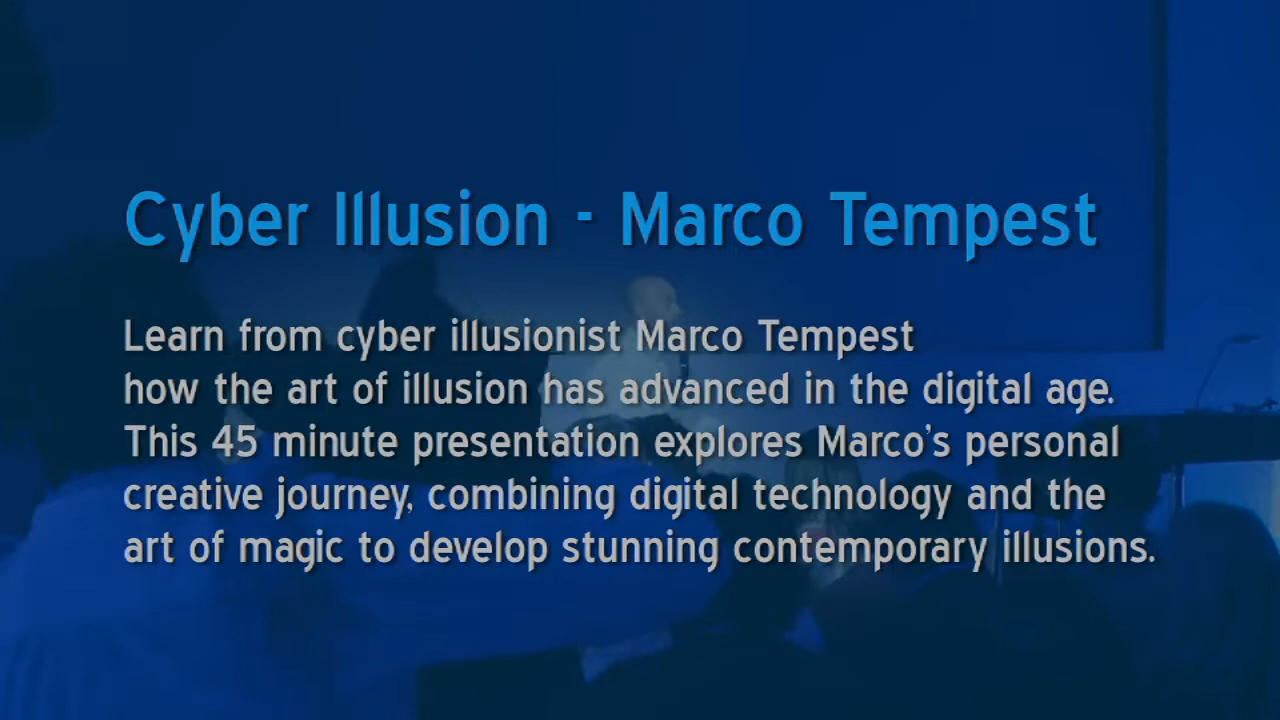 Cyber Illusion - Marco Tempest
Learn from cyber illusionist Marco Tempest
how the art of illusion has advanced in the digital age.
This 45 minute presentation explores Marco's personal
creative journey, combining digital technology and the
art of magic to develop stunning contemporary illusions.